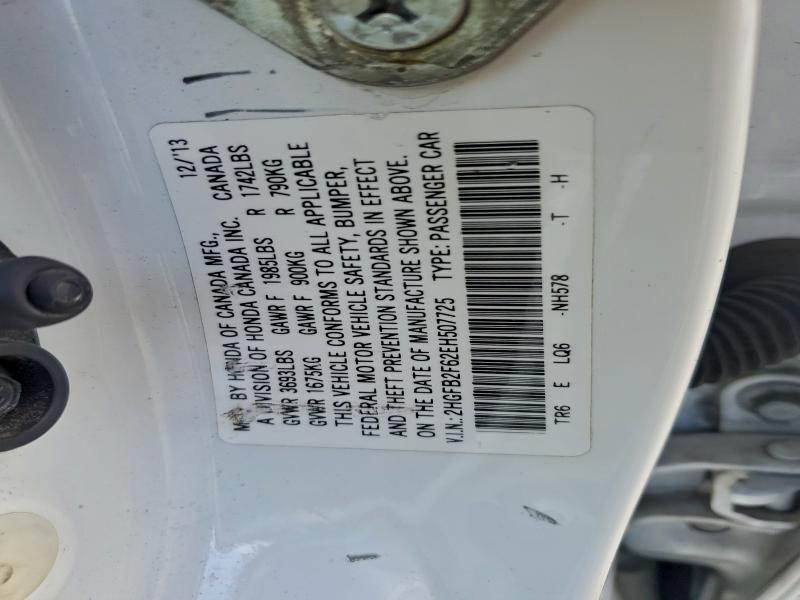 12/'13
MFD. BY HONDA OF CANADA MFG., CANADA
A DIVISION OF HONDA CANADA INC.
GVWR 3693LBS GAWR F 1985LBS R 1742LBS
GVWR 1675KG GAWR F 900KG R 790KG
THIS VEHICLE CONFORMS TO ALL APPLICABLE
FEDERAL MOTOR VEHICLE SAFETY, BUMPER,
AND THEFT PREVENTION STANDARDS IN EFFECT
ON THE DATE OF MANUFACTURE SHOWN ABOVE.
V.I.N.:2HGFB2F62EH507725 TYPE: PASSENGER CAR
TR6 E LQ6 -NH578 -T -H